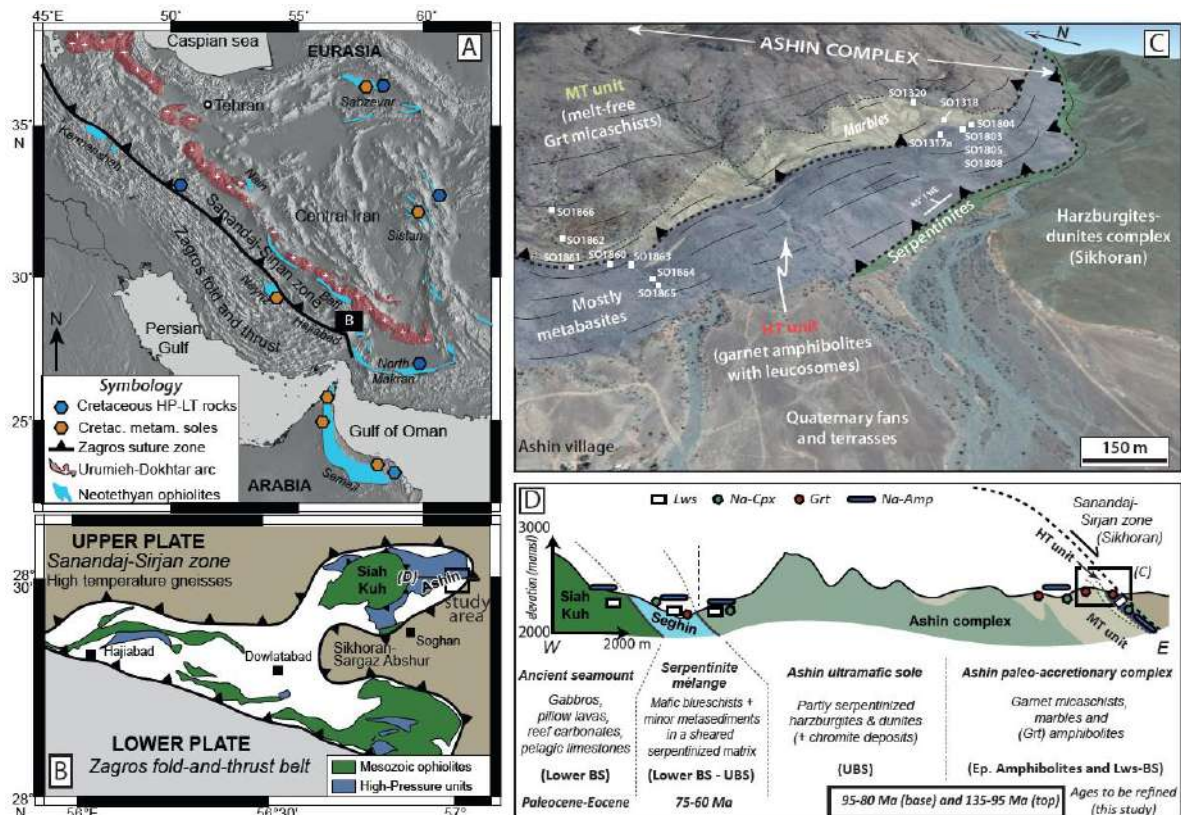 45°E
50
55
60
Caspian sea
EURASIA
A
Sabzevar
Tehran
35
N
Kermanshah
Nain
Central Iran
Sistan
Sanandaj-Sirjan zone
Zagros fold and thrust
30
Baft
Neyriz
Hajiabad
B
N
Persian
Gulf
North
Makran
Symbology
Cretaceous HP-LT rocks
Cretac. metam. soles
Zagros suture zone
Urumieh-Dokhtar arc
Neotethyan ophiolites
25
N
Gulf of Oman
Semail
ARABIA
UPPER PLATE
Sanandaj-Sirjan zone
High temperature gneisses
28°
30'
Siah
Kuh
(D)
Ashin
study
area
Soghan
Hajiabad
Dowlatabad
Sikhoran-
Sargaz Abshur
B
LOWER PLATE
Zagros fold-and-thrust belt
Mesozoic ophiolites
High-Pressure units
28°
56°E
56°30
57°
C
N
ASHIN COMPLEX
MT unit
(melt-free
Grt micaschists)
Marbles
SO1320
SO1318
SO1804
SO1803
SO1317a
SO1805
SO1808
SO1866
SO1862
SO1861
SO1860
SO1863
SO1864
SO1865
Serpentinites
Harzburgites-
dunites complex
(Sikhoran)
Mostly
metabasites
HT unit
(garnet amphibolites
with leucosomes)
Quaternary fans
and terrasses
Ashin village
150 m
D
Lws
Na-Cpx
Grt
Na-Amp
Sanandaj-
Sirjan zone
(Sikhoran)
3000
elevation (mamsl)
2000
W
2000 m
Siah
Kuh
Seghin
Ashin complex
HT unit
(C)
MT unit
E
Ancient seamount
Gabbros,
pillow lavas,
reef carbonates,
pelagic limestones
(Lower BS)
Paleocene-Eocene
Serpentinite
mélange
Mafic blueschists +
minor metasediments
in a sheared
serpentinized matrix
(Lower BS - UBS)
75-60 Ma
Ashin ultramafic sole
Partly serpentinized
harzburgites & dunites
(+ chromite deposits)
(UBS)
Ashin paleo-accretionary complex
Garnet micaschists,
marbles and
(Grt) amphibolites
(Ep. Amphibolites and Lws-BS)
95-80 Ma (base) and 135-95 Ma (top)
Ages to be refined
(this study)